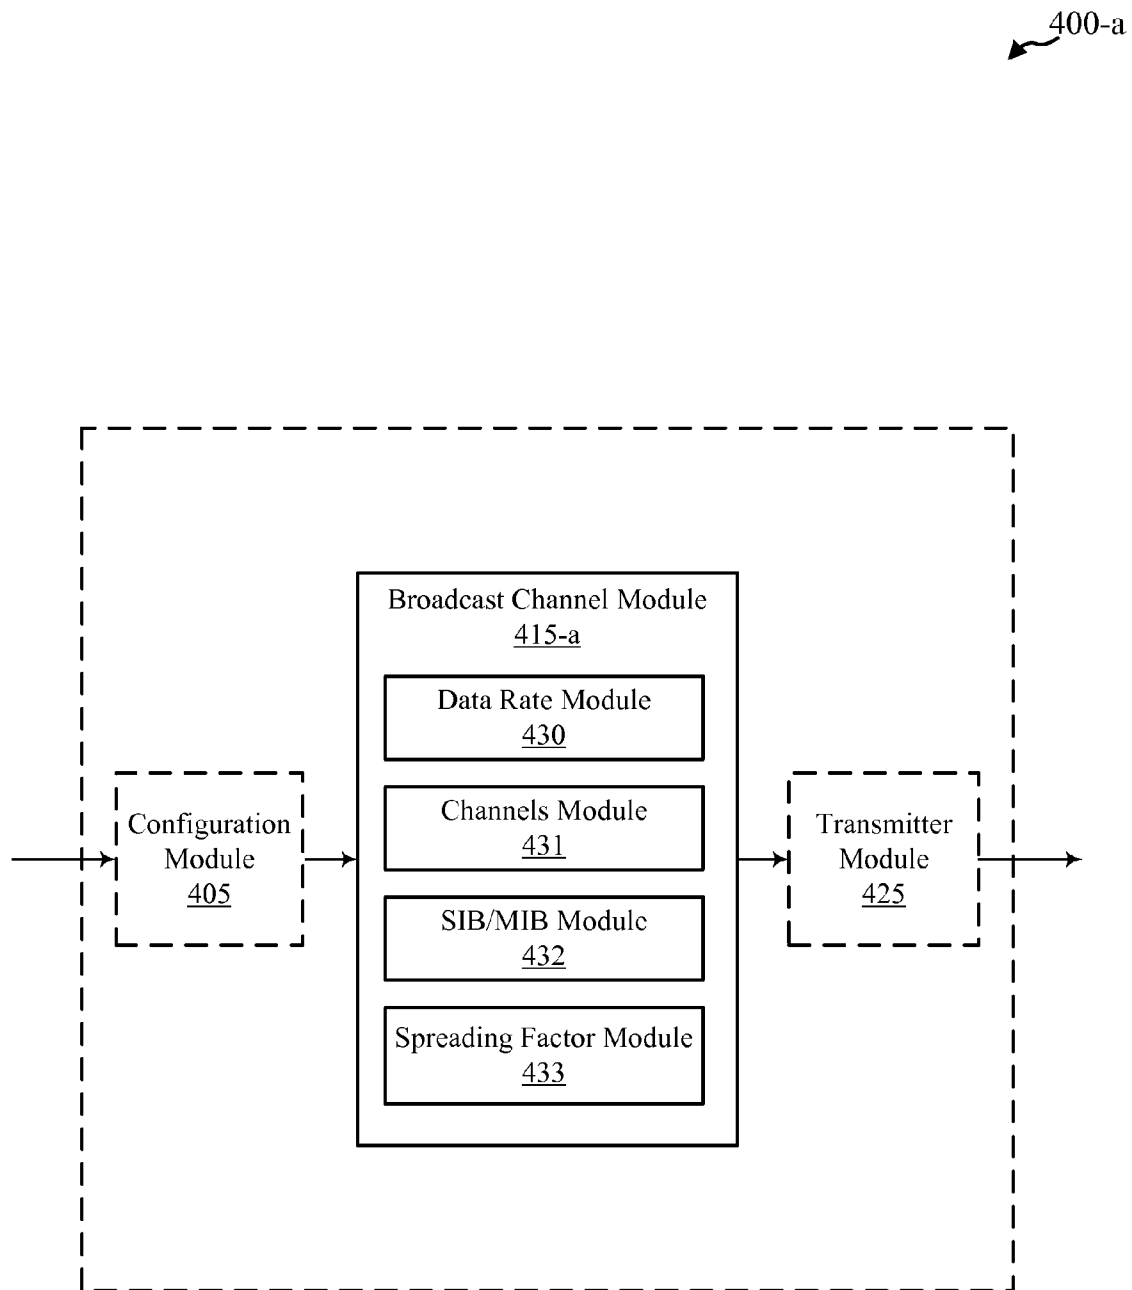 400-a
Broadcast Channel Module
415-a
Data Rate Module
430
Channels Module
431
SIB/MIB Module
432
Spreading Factor Module
433
Configuration
Module
405
Transmitter
Module
425